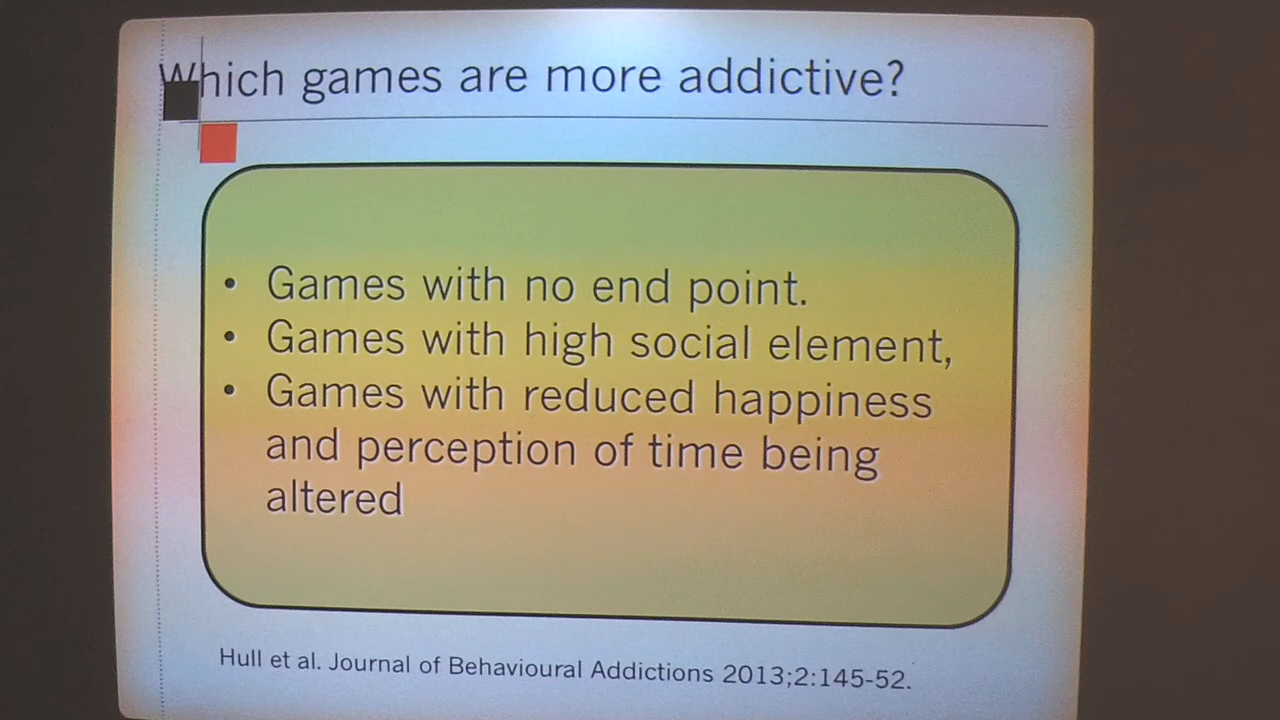 Which games are more addictive?
• Games with no end point.
• Games with high social element,
• Games with reduced happiness
and perception of time being
altered
Hull et al. Journal of Behavioural Addictions 2013;2:145-52.